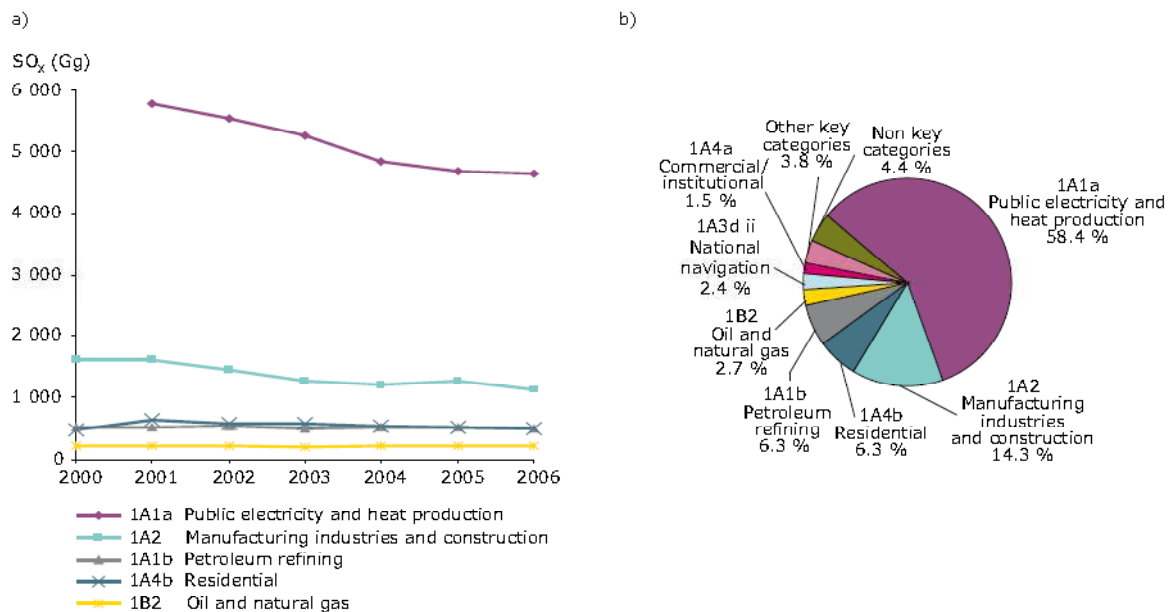 a)
SOx (Gg)
6 000
5 000
4 000
3 000
2 000
1 000
0
2000 2001 2002 2003 2004 2005 2006
1A1a Public electricity and heat production
1A2 Manufacturing industries and construction
1A1b Petroleum refining
1A4b Residential
1B2 Oil and natural gas
b)
Other key
categories
3.8 %
Non key
categories
4.4 %
1A4a
Commercial/
institutional
1.5 %
1A3d ii
National
navigation
2.4 %
1B2
Oil and
natural gas
2.7 %
1A1b
Petroleum
refining
6.3 %
1A4b
Residential
6.3 %
1A2
Manufacturing
industries
and construction
14.3 %
1A1a
Public electricity and
heat production
58.4 %